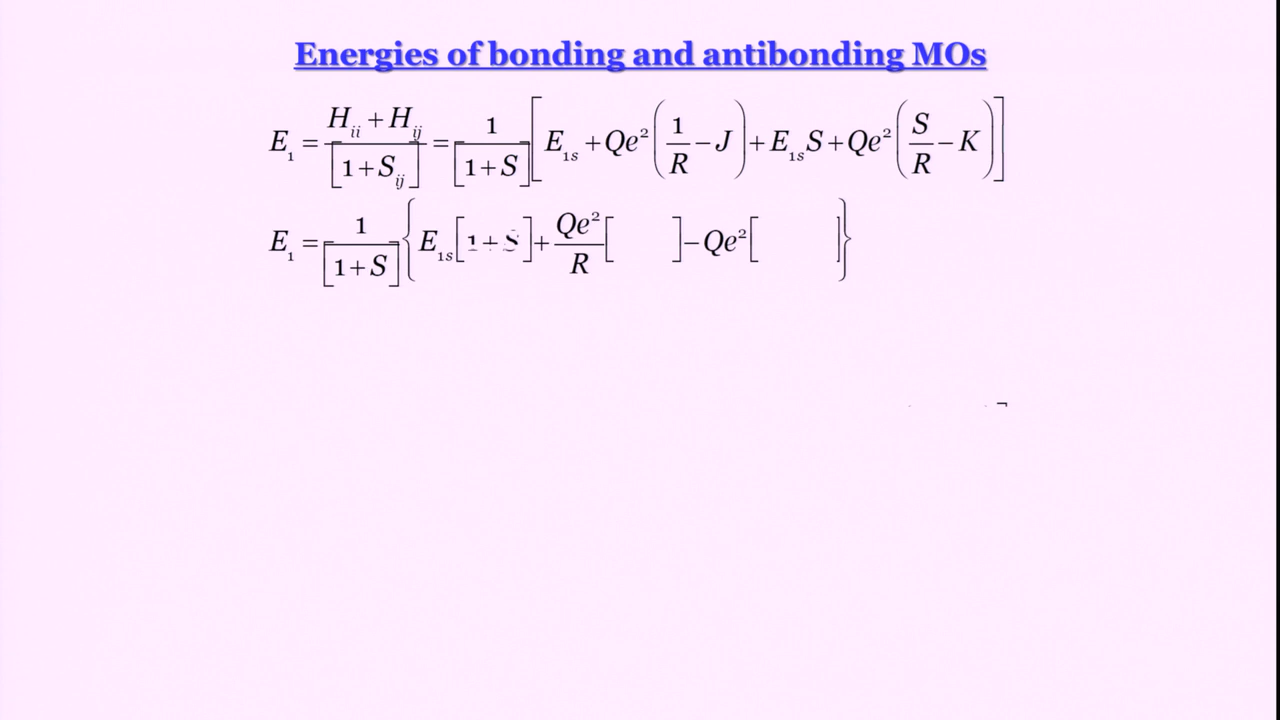 Energies of bonding and antibonding MOs
E₁ = (H_ii + H_ij) / [1+S_ij] = 1 / [1+S] [ E_1s + Qe² ( 1/R − J ) + E_1s S + Qe² ( S/R − K ) ]
E₁ = 1 / [1+S] { E_1s [1+S] + Qe²/R [ ] − Qe² [ ] }